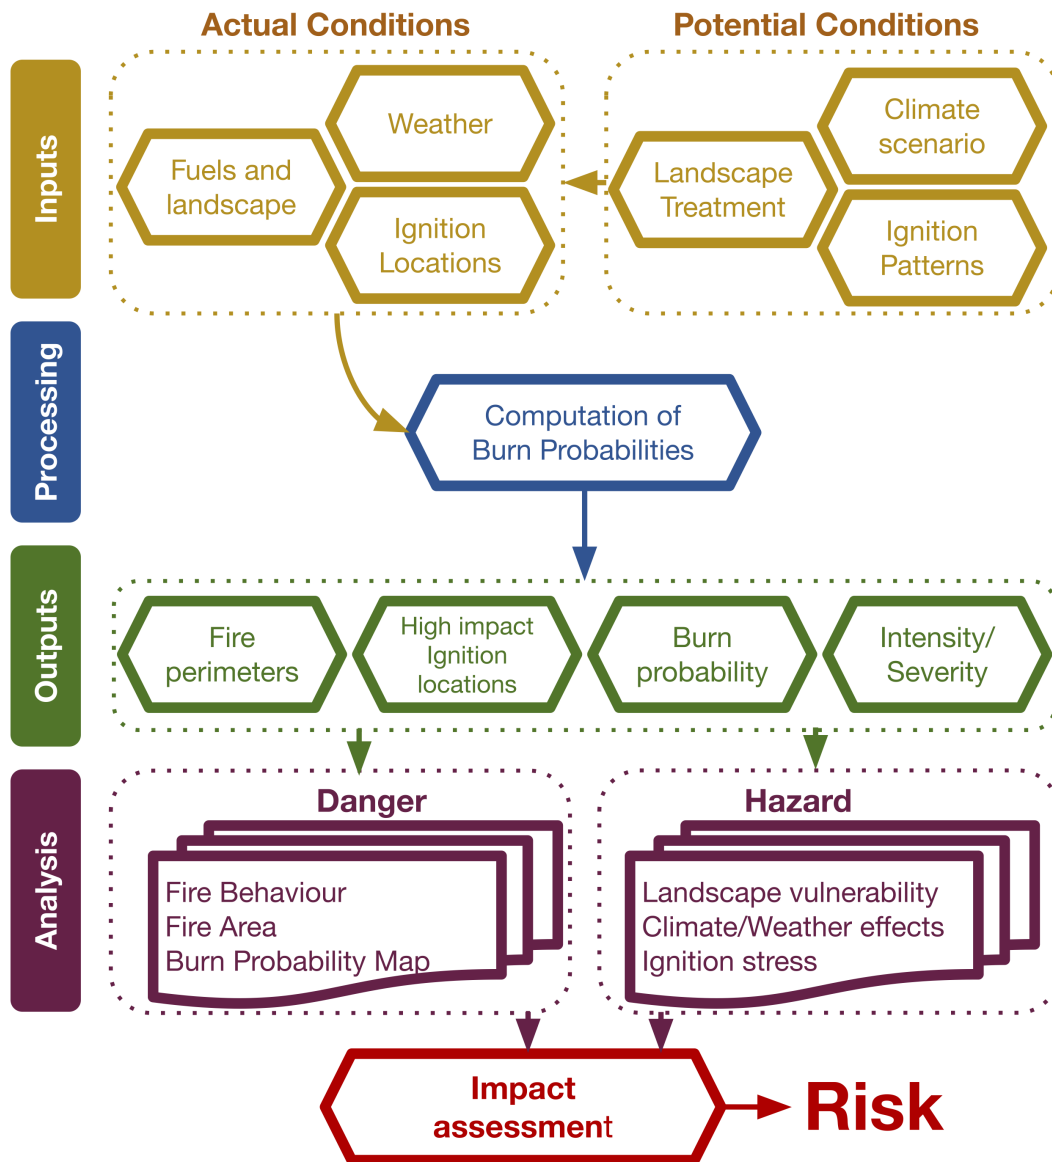 Actual Conditions
Potential Conditions
Inputs
Weather
Fuels and
landscape
Ignition
Locations
Climate
scenario
Landscape
Treatment
Ignition
Patterns
Processing
Computation of
Burn Probabilities
Outputs
Fire
perimeters
High impact
Ignition
locations
Burn
probability
Intensity/
Severity
Analysis
Danger
Fire Behaviour
Fire Area
Burn Probability Map
Hazard
Landscape vulnerability
Climate/Weather effects
Ignition stress
Impact
assessment
Risk